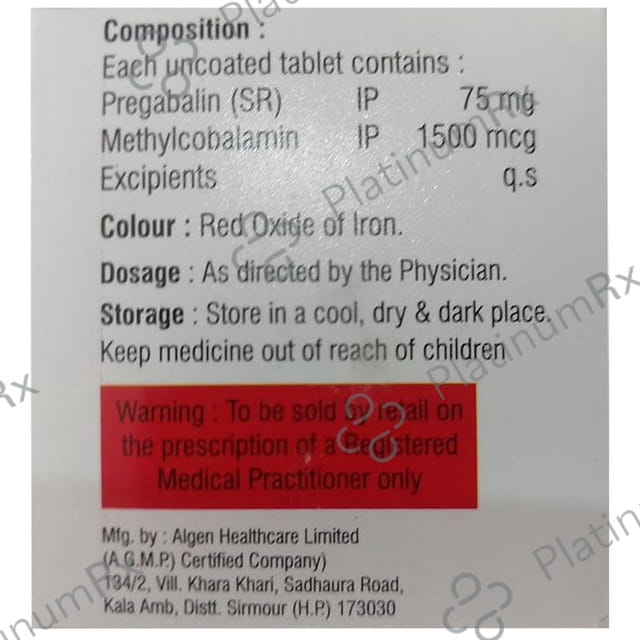 Composition :
Each uncoated tablet contains :
Pregabalin (SR) IP 75 mg
Methylcobalamin IP 1500 mcg
Excipients q.s
Colour : Red Oxide of Iron.
Dosage : As directed by the Physician.
Storage : Store in a cool, dry & dark place.
Keep medicine out of reach of children
Warning : To be sold by retail on
the prescription of a Registered
Medical Practitioner only
Mfg. by : Algen Healthcare Limited
(A.G.M.P.) Certified Company)
134/2, Vill. Khara Khari, Sadhaura Road,
Kala Amb, Distt. Sirmour (H.P.) 173030
PlatinumRx